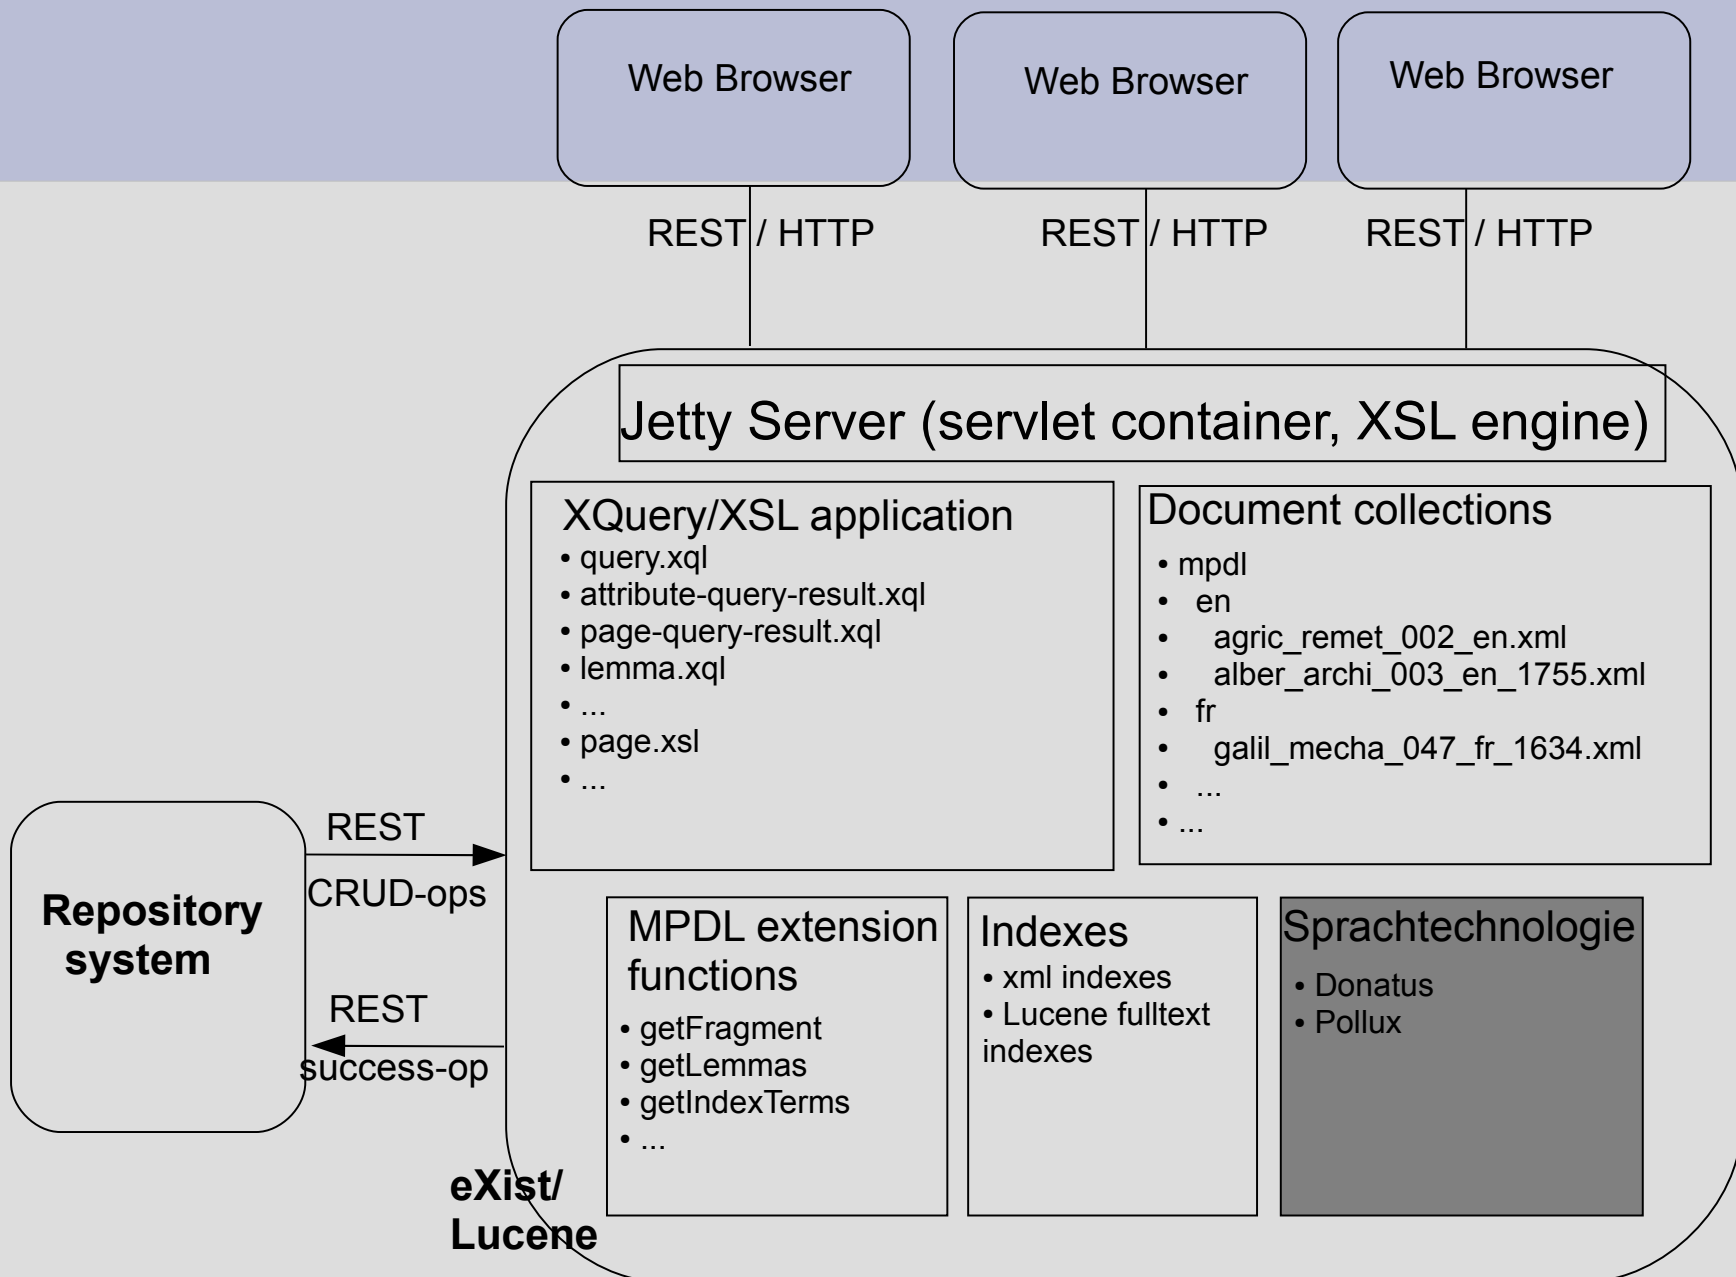 Web Browser
Web Browser
Web Browser
REST / HTTP
REST / HTTP
REST / HTTP
Jetty Server (servlet container, XSL engine)
XQuery/XSL application
• query.xql
• attribute-query-result.xql
• page-query-result.xql
• lemma.xql
• ...
• page.xsl
• ...
Document collections
• mpdl
• en
• agric_remet_002_en.xml
• alber_archi_003_en_1755.xml
• fr
• galil_mecha_047_fr_1634.xml
• ...
• ...
Repository
system
REST
CRUD-ops
REST
success-op
MPDL extension
functions
• getFragment
• getLemmas
• getIndexTerms
• ...
Indexes
• xml indexes
• Lucene fulltext
indexes
Sprachtechnologie
• Donatus
• Pollux
eXist/
Lucene